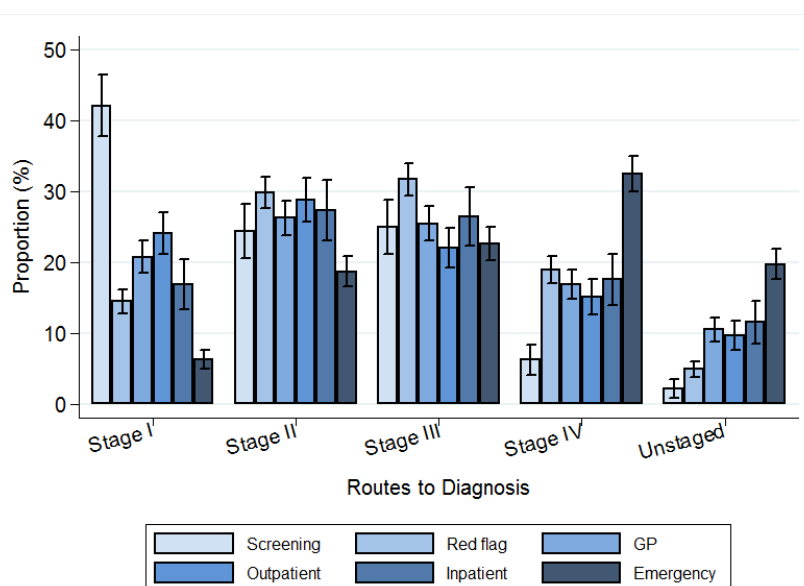 50
40
30
20
10
0
Proportion (%)
Stage I
Stage II
Stage III
Stage IV
Unstaged
Routes to Diagnosis
Screening Red flag GP
Outpatient Inpatient Emergency